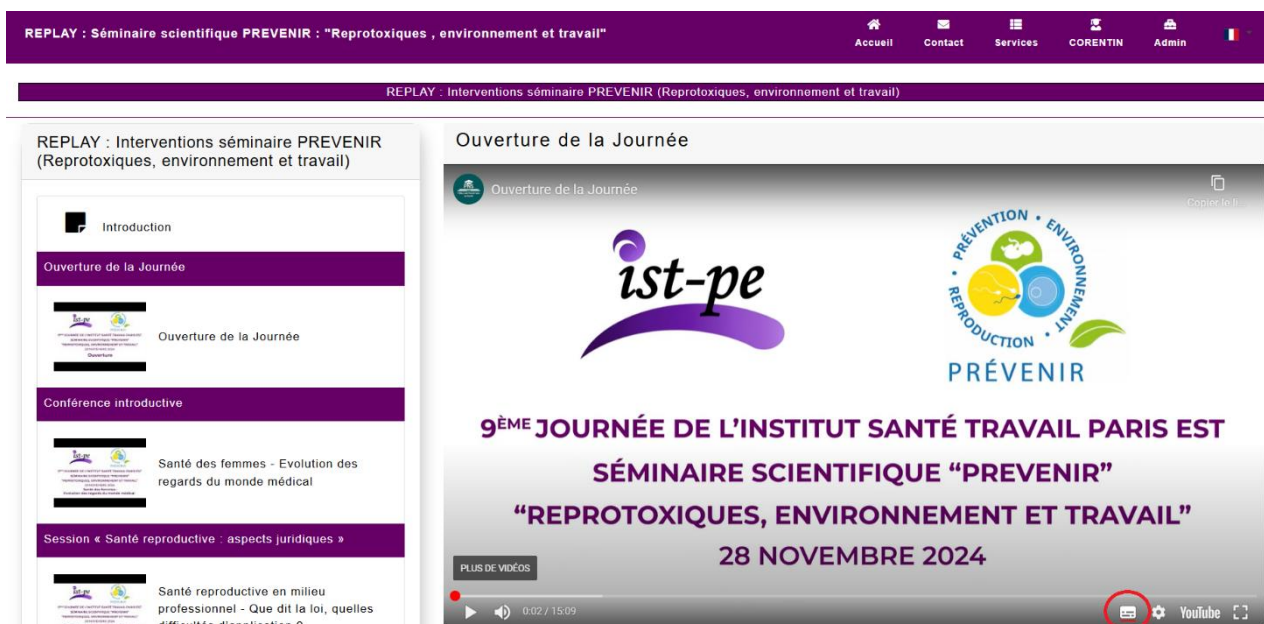 REPLAY : Séminaire scientifique PREVENIR : "Reprotoxiques , environnement et travail"
Accueil
Contact
Services
CORENTIN
Admin
REPLAY : Interventions séminaire PREVENIR (Reprotoxiques, environnement et travail)
REPLAY : Interventions séminaire PREVENIR
(Reprotoxiques, environnement et travail)
Introduction
Ouverture de la Journée
Ouverture de la Journée
Conférence introductive
Santé des femmes - Evolution des
regards du monde médical
Session « Santé reproductive : aspects juridiques »
Santé reproductive en milieu
professionnel - Que dit la loi, quelles
difficultés d'application ?
Ouverture de la Journée
Ouverture de la Journée
Copier le li
ist-pe
PRÉVENTION • ENVIRONNEMENT • REPRODUCTION •
PRÉVENIR
9ÈME JOURNÉE DE L'INSTITUT SANTÉ TRAVAIL PARIS EST
SÉMINAIRE SCIENTIFIQUE “PREVENIR”
“REPROTOXIQUES, ENVIRONNEMENT ET TRAVAIL”
28 NOVEMBRE 2024
PLUS DE VIDÉOS
0:02 / 15:09
YouTube